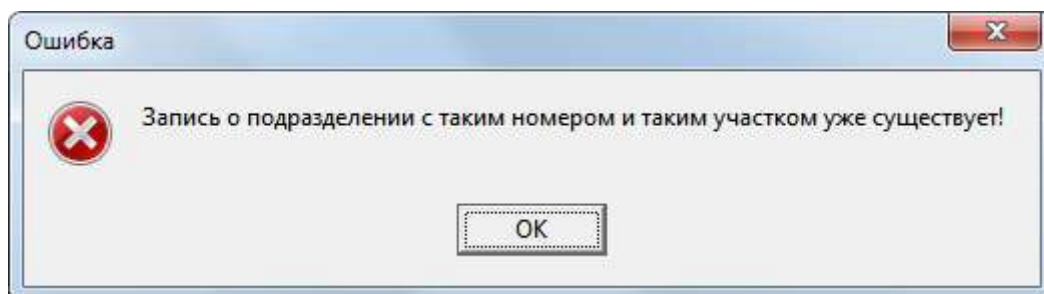 Ошибка
Запись о подразделении с таким номером и таким участком уже существует!
OK